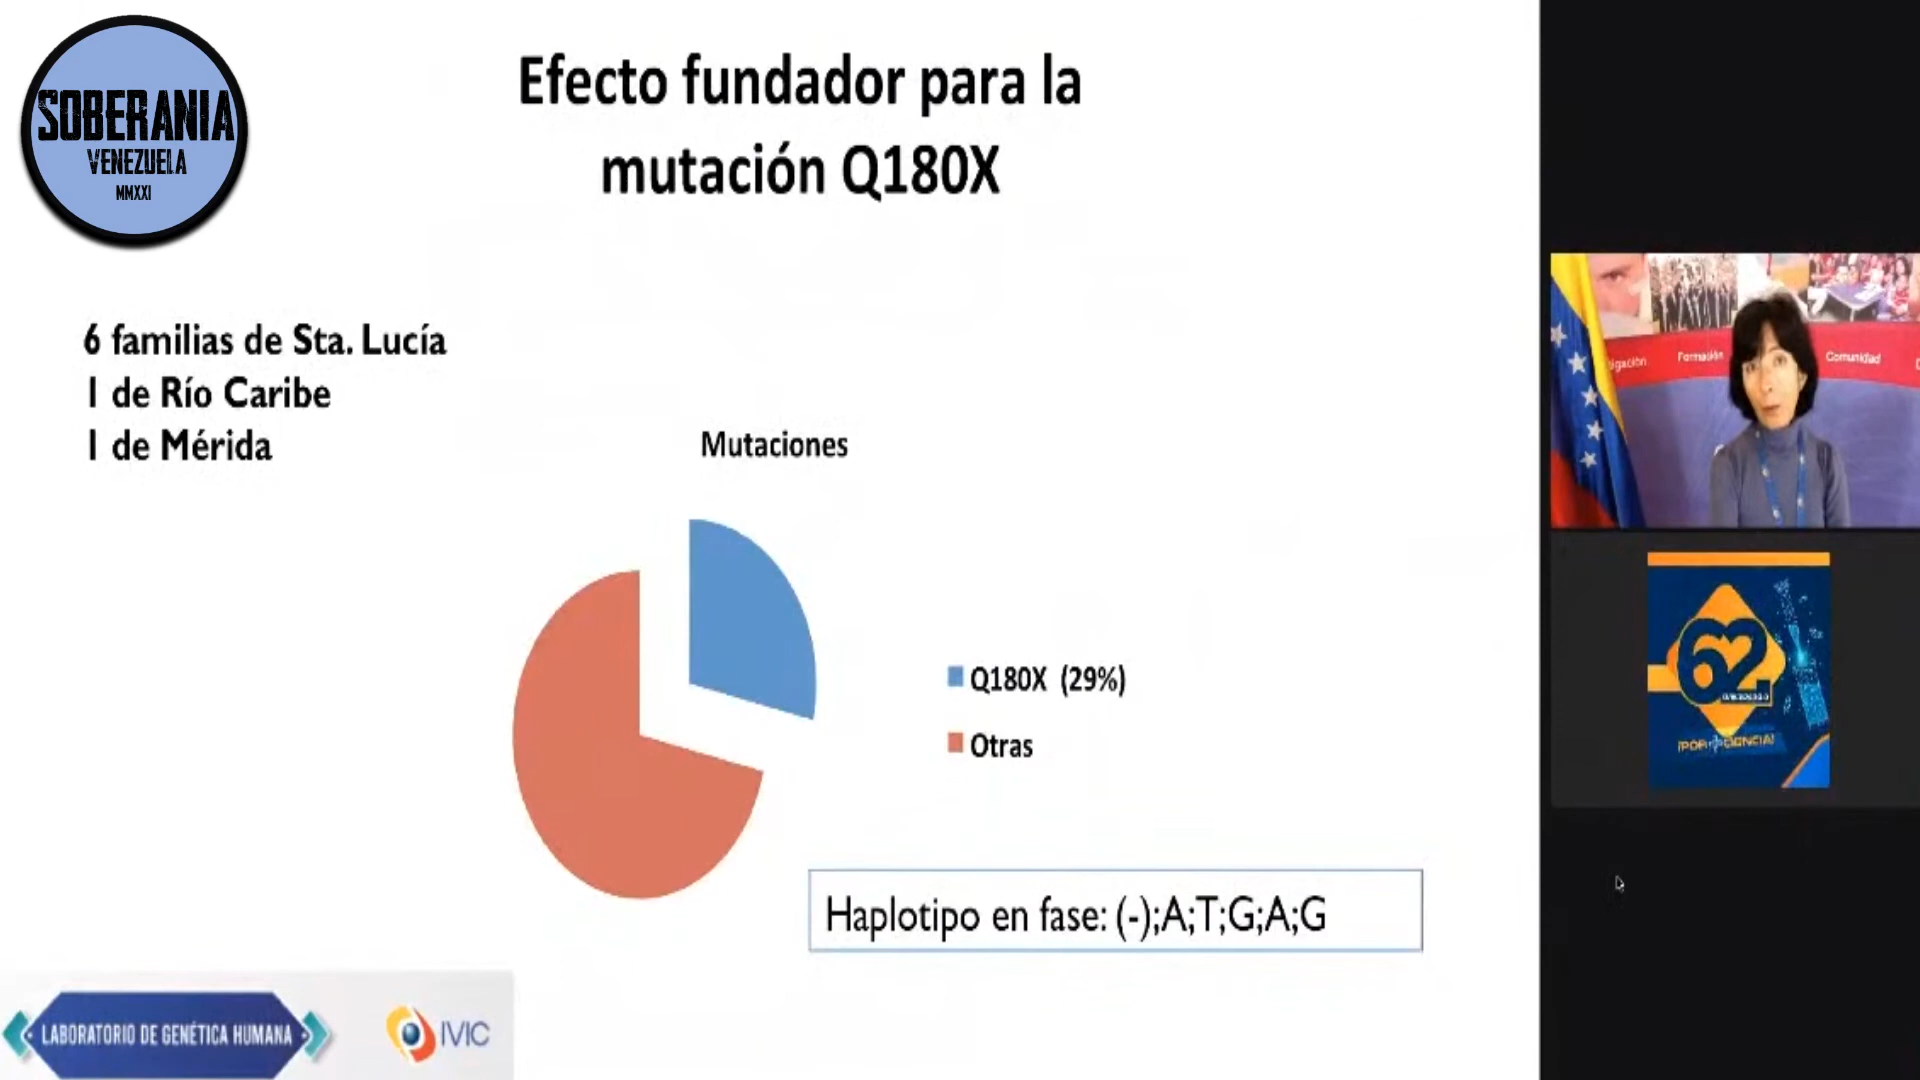 SOBERANIA
VENEZUELA
MMXXI
Efecto fundador para la
mutación Q180X
6 familias de Sta. Lucía
1 de Río Caribe
1 de Mérida
Mutaciones
Q180X (29%)
Otras
Haplotipo en fase: (-);A;T;G;A;G
LABORATORIO DE GENÉTICA HUMANA
IVIC
Formación
Comunidad
62